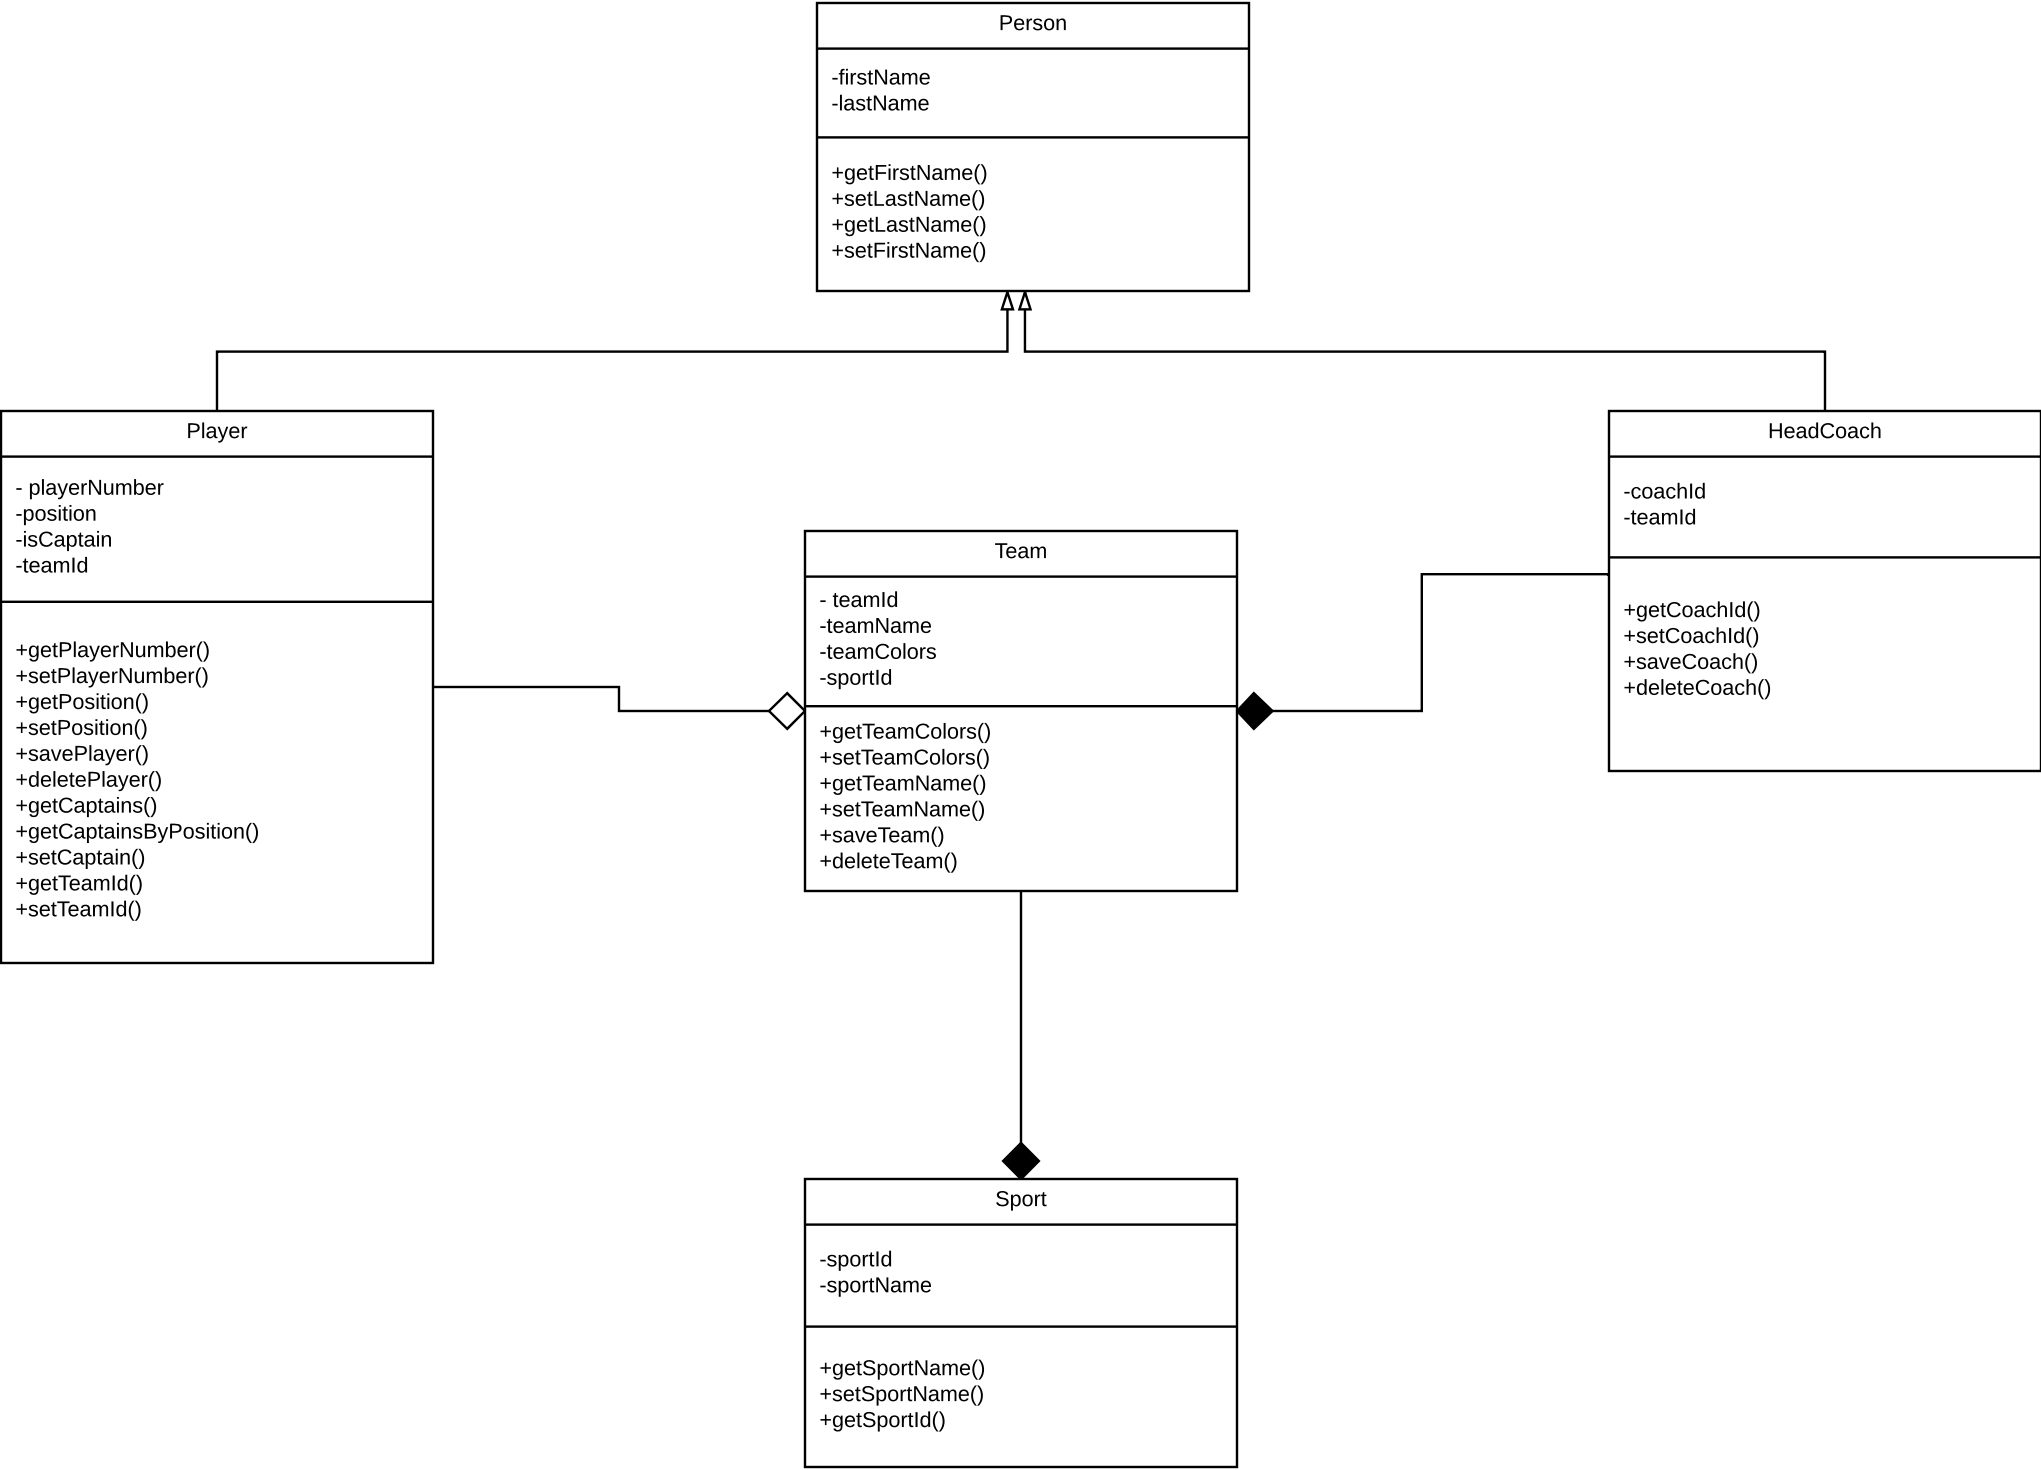 Person
-firstName
-lastName
+getFirstName()
+setLastName()
+getLastName()
+setFirstName()
Player
- playerNumber
-position
-isCaptain
-teamId
+getPlayerNumber()
+setPlayerNumber()
+getPosition()
+setPosition()
+savePlayer()
+deletePlayer()
+getCaptains()
+getCaptainsByPosition()
+setCaptain()
+getTeamId()
+setTeamId()
Team
- teamId
-teamName
-teamColors
-sportId
+getTeamColors()
+setTeamColors()
+getTeamName()
+setTeamName()
+saveTeam()
+deleteTeam()
HeadCoach
-coachId
-teamId
+getCoachId()
+setCoachId()
+saveCoach()
+deleteCoach()
Sport
-sportId
-sportName
+getSportName()
+setSportName()
+getSportId()